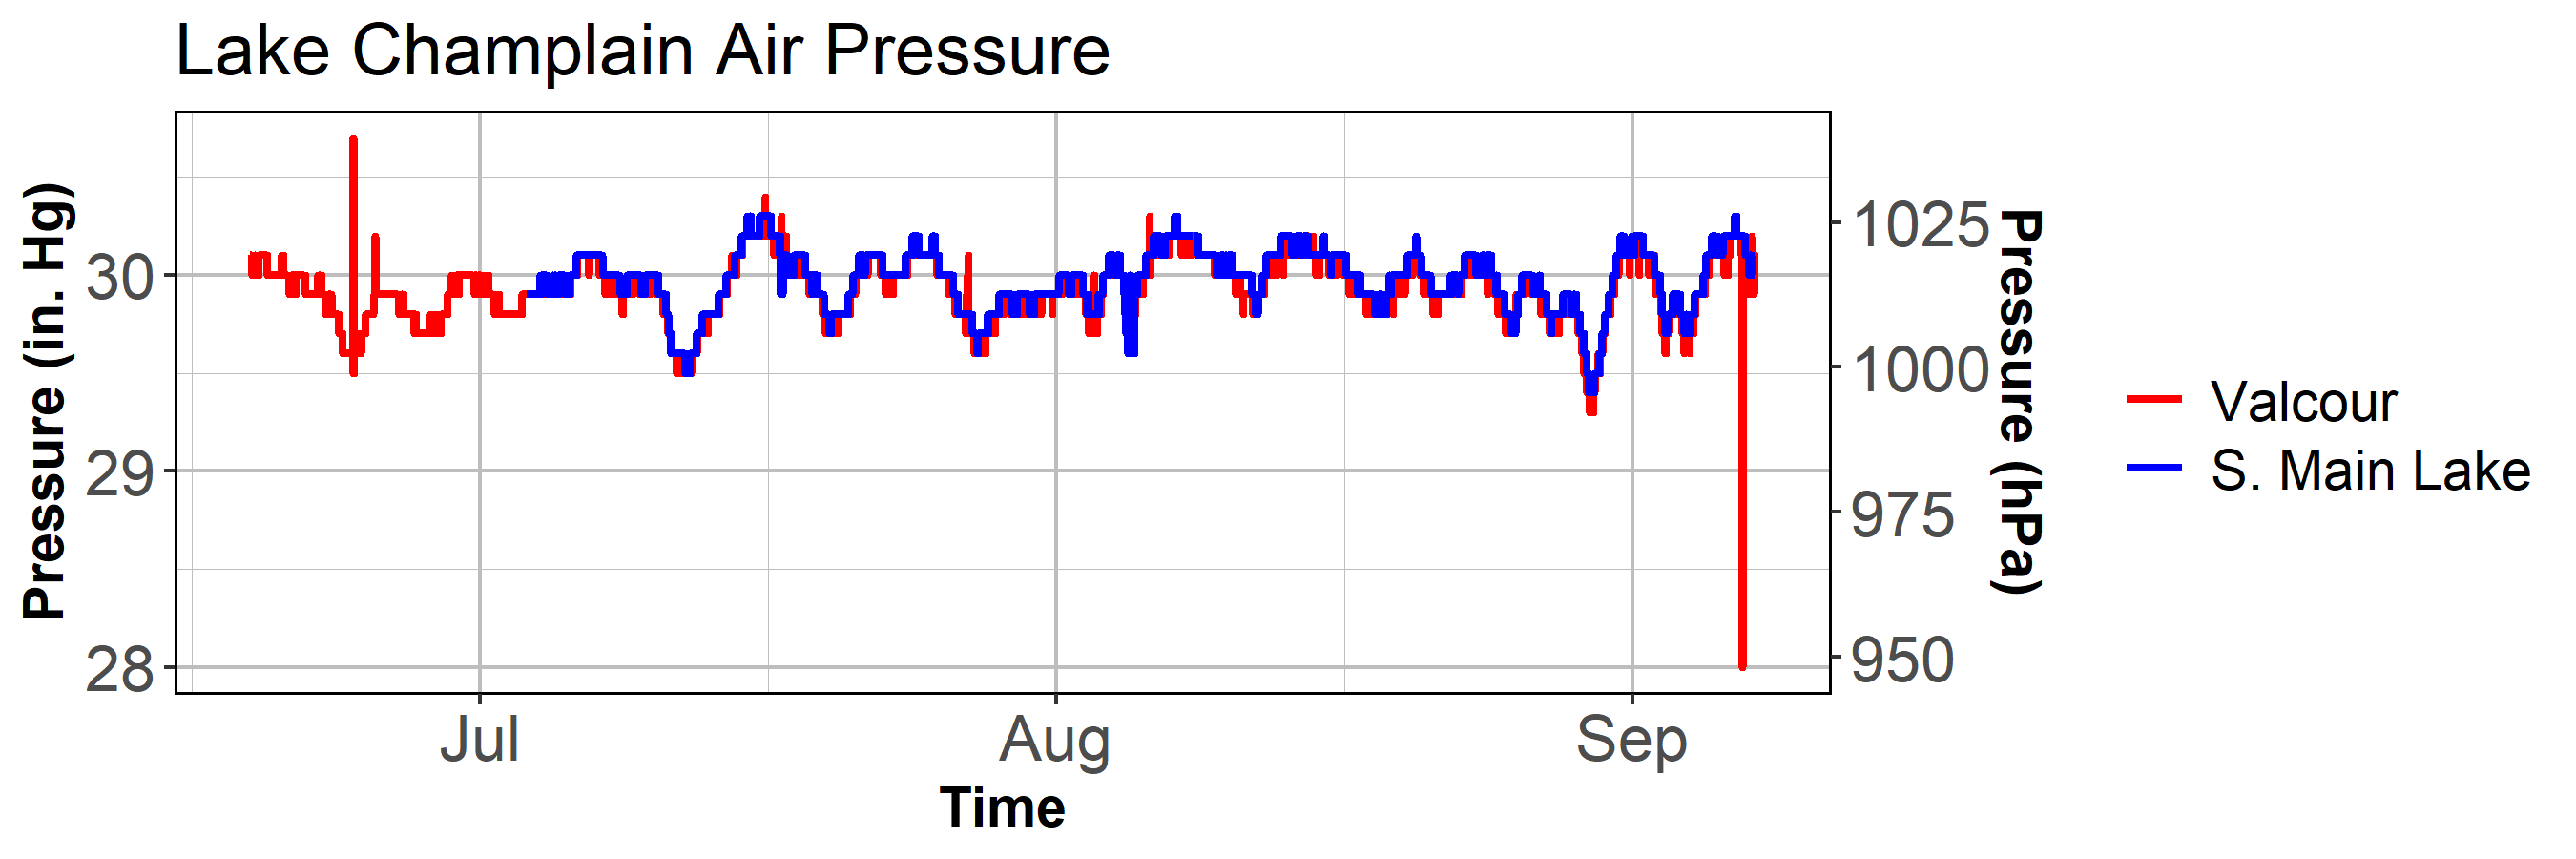 Lake Champlain Air Pressure
Pressure (in. Hg)
30
29
28
Jul
Aug
Sep
Time
1025
1000
975
950
Pressure (hPa)
Valcour
S. Main Lake